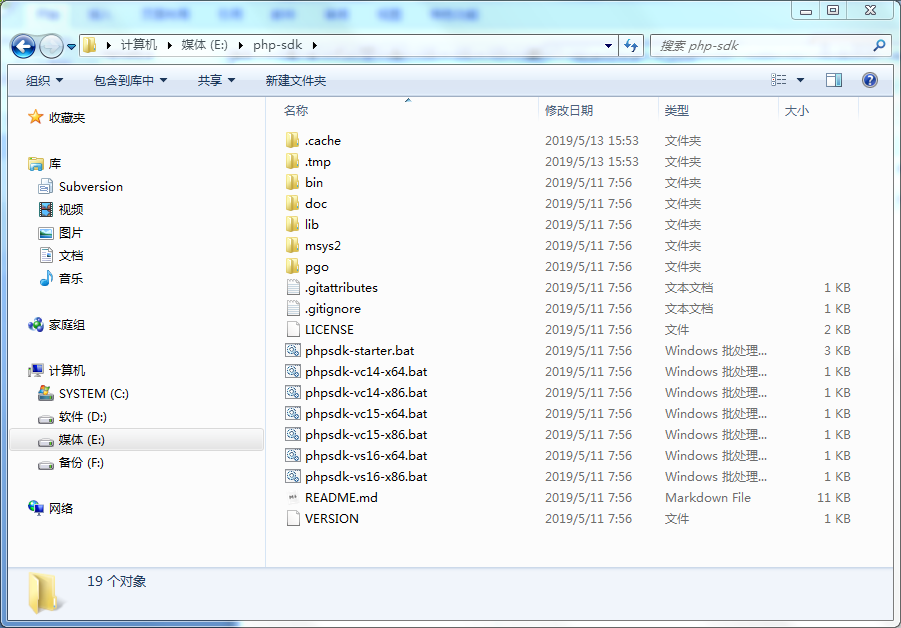 计算机 媒体 (E:) php-sdk
搜索 php-sdk
组织 包含到库中 共享 新建文件夹
收藏夹
库
Subversion
视频
图片
文档
音乐
家庭组
计算机
SYSTEM (C:)
软件 (D:)
媒体 (E:)
备份 (F:)
网络
名称 修改日期 类型 大小
.cache 2019/5/13 15:53 文件夹
.tmp 2019/5/13 15:53 文件夹
bin 2019/5/11 7:56 文件夹
doc 2019/5/11 7:56 文件夹
lib 2019/5/11 7:56 文件夹
msys2 2019/5/11 7:56 文件夹
pgo 2019/5/11 7:56 文件夹
.gitattributes 2019/5/11 7:56 文本文档 1 KB
.gitignore 2019/5/11 7:56 文本文档 1 KB
LICENSE 2019/5/11 7:56 文件 2 KB
phpsdk-starter.bat 2019/5/11 7:56 Windows 批处理... 3 KB
phpsdk-vc14-x64.bat 2019/5/11 7:56 Windows 批处理... 1 KB
phpsdk-vc14-x86.bat 2019/5/11 7:56 Windows 批处理... 1 KB
phpsdk-vc15-x64.bat 2019/5/11 7:56 Windows 批处理... 1 KB
phpsdk-vc15-x86.bat 2019/5/11 7:56 Windows 批处理... 1 KB
phpsdk-vs16-x64.bat 2019/5/11 7:56 Windows 批处理... 1 KB
phpsdk-vs16-x86.bat 2019/5/11 7:56 Windows 批处理... 1 KB
README.md 2019/5/11 7:56 Markdown File 11 KB
VERSION 2019/5/11 7:56 文件 1 KB
19 个对象